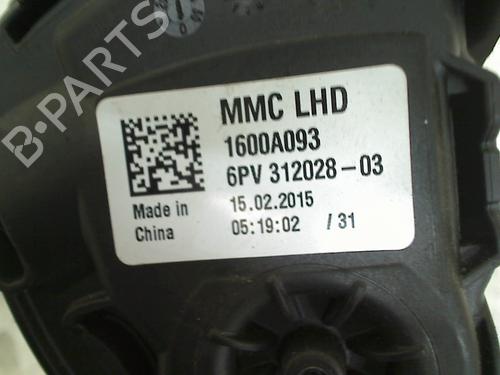 MMC LHD
1600A093
6PV 312028-03
Made in
China
15.02.2015
05:19:02 /31
B-PARTS